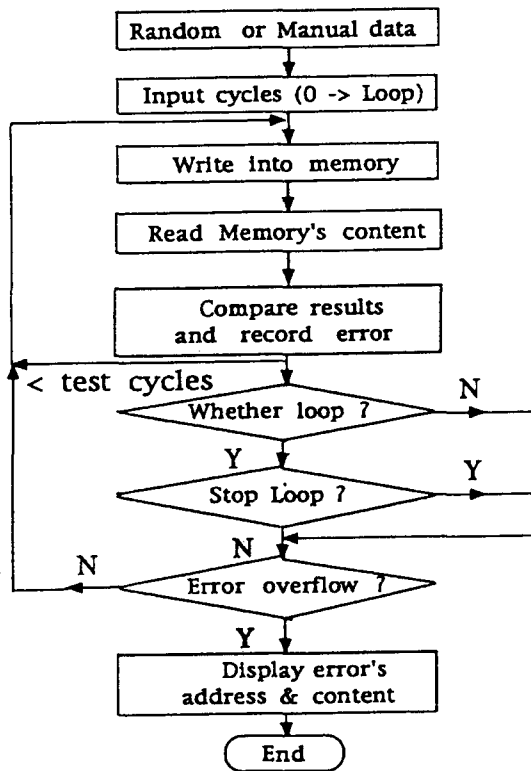 Random or Manual data
Input cycles (0 -> Loop)
Write into memory
Read Memory's content
Compare results
and record error
< test cycles
Whether loop ?
N
Y
Stop Loop ?
Y
N
Error overflow ?
N
Y
Display error's
address & content
End